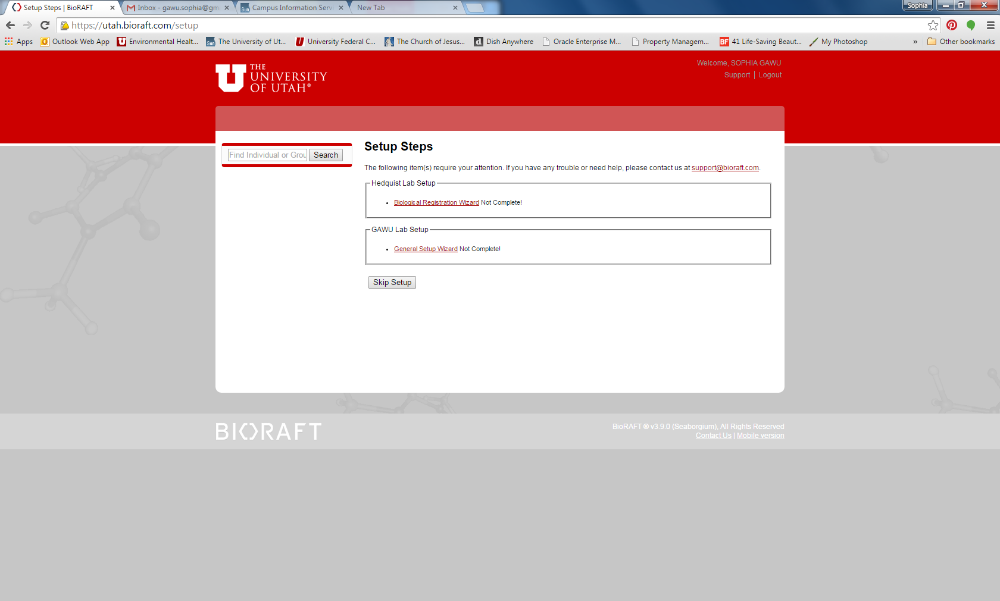 Setup Steps | BioRAFT
Inbox - gawu.sophia@gm
Campus Information Servi
New Tab
Sophia
https://utah.bioraft.com/setup
Apps
Outlook Web App
Environmental Healt...
The University of Ut...
University Federal C...
The Church of Jesus...
Dish Anywhere
Oracle Enterprise M...
Property Managem...
41 Life-Saving Beaut...
My Photoshop
»
Other bookmarks
THE
UNIVERSITY
OF UTAH®
Welcome, SOPHIA GAWU
Support | Logout
Find Individual or Grou
Search
Setup Steps
The following item(s) require your attention. If you have any trouble or need help, please contact us at support@bioraft.com.
Hedquist Lab Setup
• Biological Registration Wizard Not Complete!
GAWU Lab Setup
• General Setup Wizard Not Complete!
Skip Setup
BIORAFT
BioRAFT ® v3.9.0 (Seaborgium), All Rights Reserved
Contact Us | Mobile version